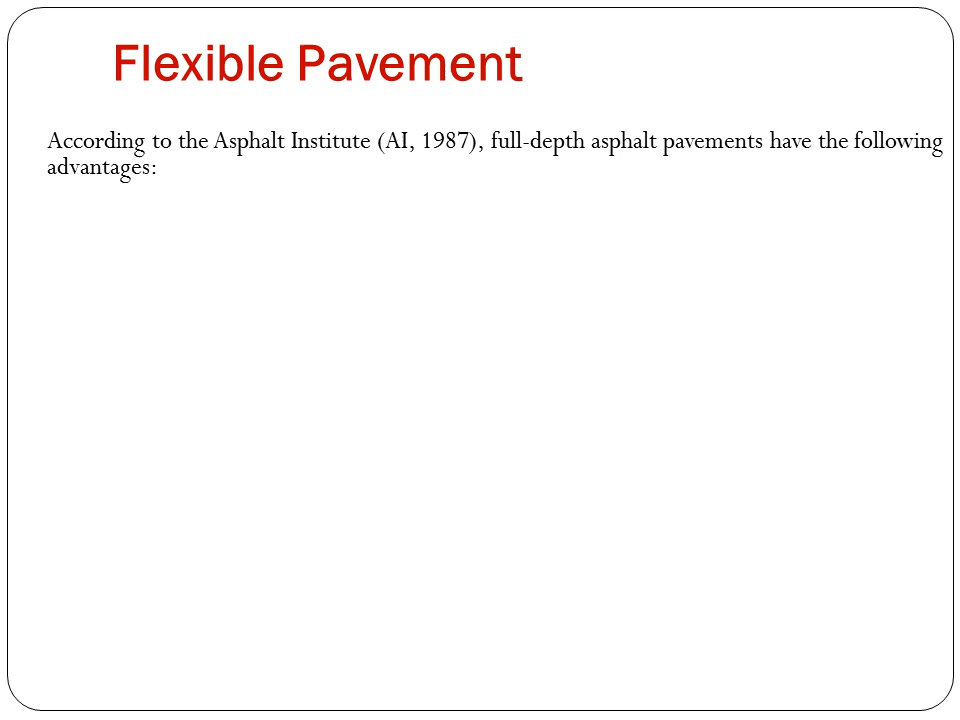 Flexible Pavement
According to the Asphalt Institute (AI, 1987), full-depth asphalt pavements have the following
advantages: